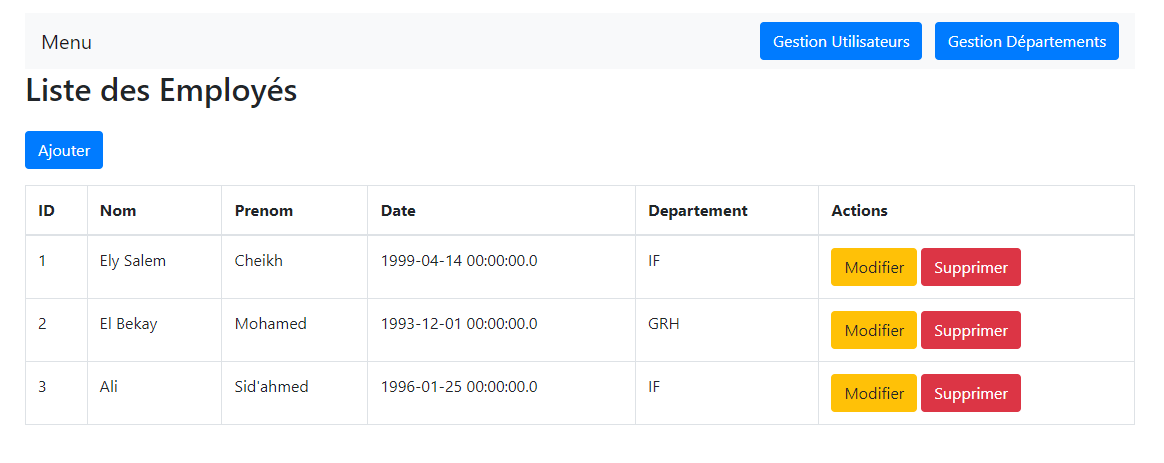 Menu Gestion Utilisateurs Gestion Départements
Liste des Employés
Ajouter
ID Nom Prenom Date Departement Actions
1 Ely Salem Cheikh 1999-04-14 00:00:00.0 IF Modifier Supprimer
2 El Bekay Mohamed 1993-12-01 00:00:00.0 GRH Modifier Supprimer
3 Ali Sid'ahmed 1996-01-25 00:00:00.0 IF Modifier Supprimer